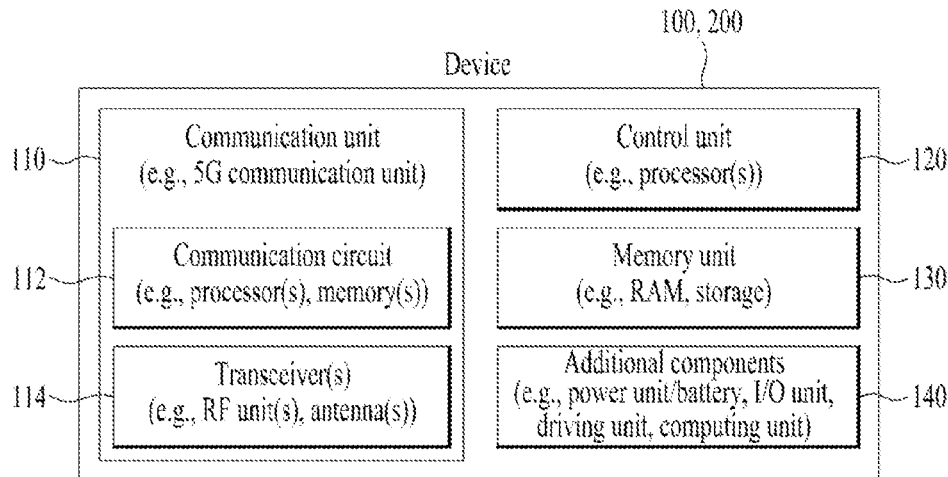 100, 200
Device
110
Communication unit
(e.g., 5G communication unit)
112
Communication circuit
(e.g., processor(s), memory(s))
114
Transceiver(s)
(e.g., RF unit(s), antenna(s))
Control unit
(e.g., processor(s))
120
Memory unit
(e.g., RAM, storage)
130
Additional components
(e.g., power unit/battery, I/O unit,
driving unit, computing unit)
140